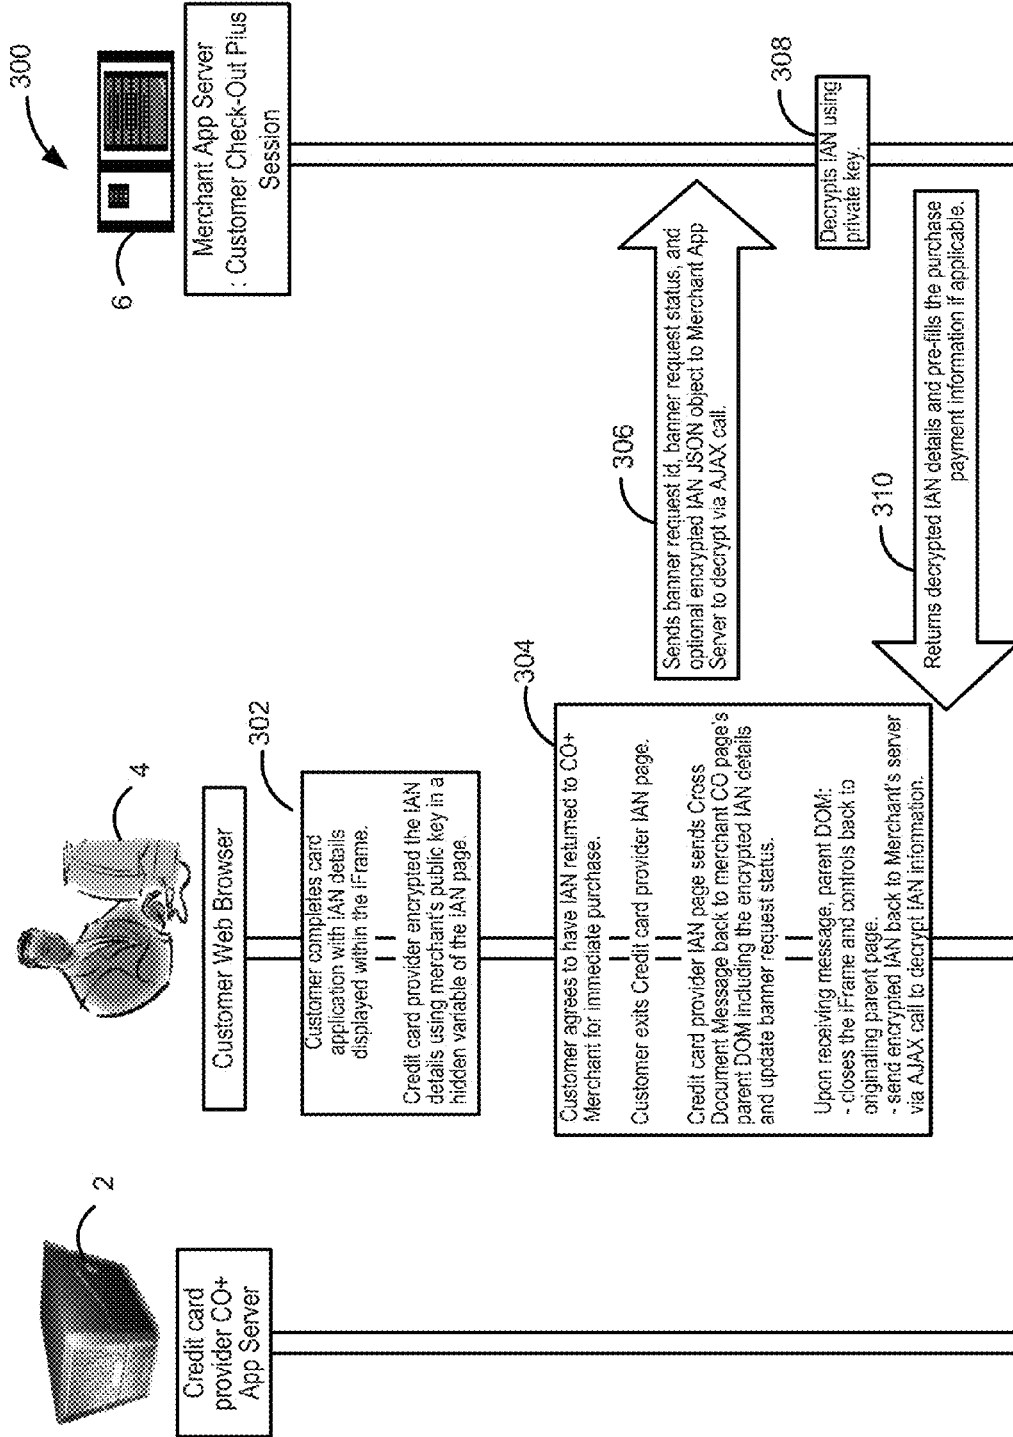 300
6
Merchant App Server
: Customer Check-Out Plus
Session
4
Customer Web Browser
2
Credit card
provider CO+
App Server
302
Customer completes card
application with IAN details
displayed within the iFrame.
Credit card provider encrypted the IAN
details using merchant's public key in a
hidden variable of the IAN page.
304
Customer agrees to have IAN returned to CO+
Merchant for immediate purchase.
Customer exits Credit card provider IAN page.
Credit card provider IAN page sends Cross
Document Message back to merchant CO page's
parent DOM including the encrypted IAN details
and update banner request status.
Upon receiving message, parent DOM:
- closes the iFrame and controls back to
originating parent page.
- send encrypted IAN back to Merchant's server
via AJAX call to decrypt IAN information.
306
Sends banner request id, banner request status, and
optional encrypted IAN JSON object to Merchant App
Server to decrypt via AJAX call.
308
Decrypts IAN using
private key.
310
Returns decrypted IAN details and pre-fills the purchase
payment information if applicable.